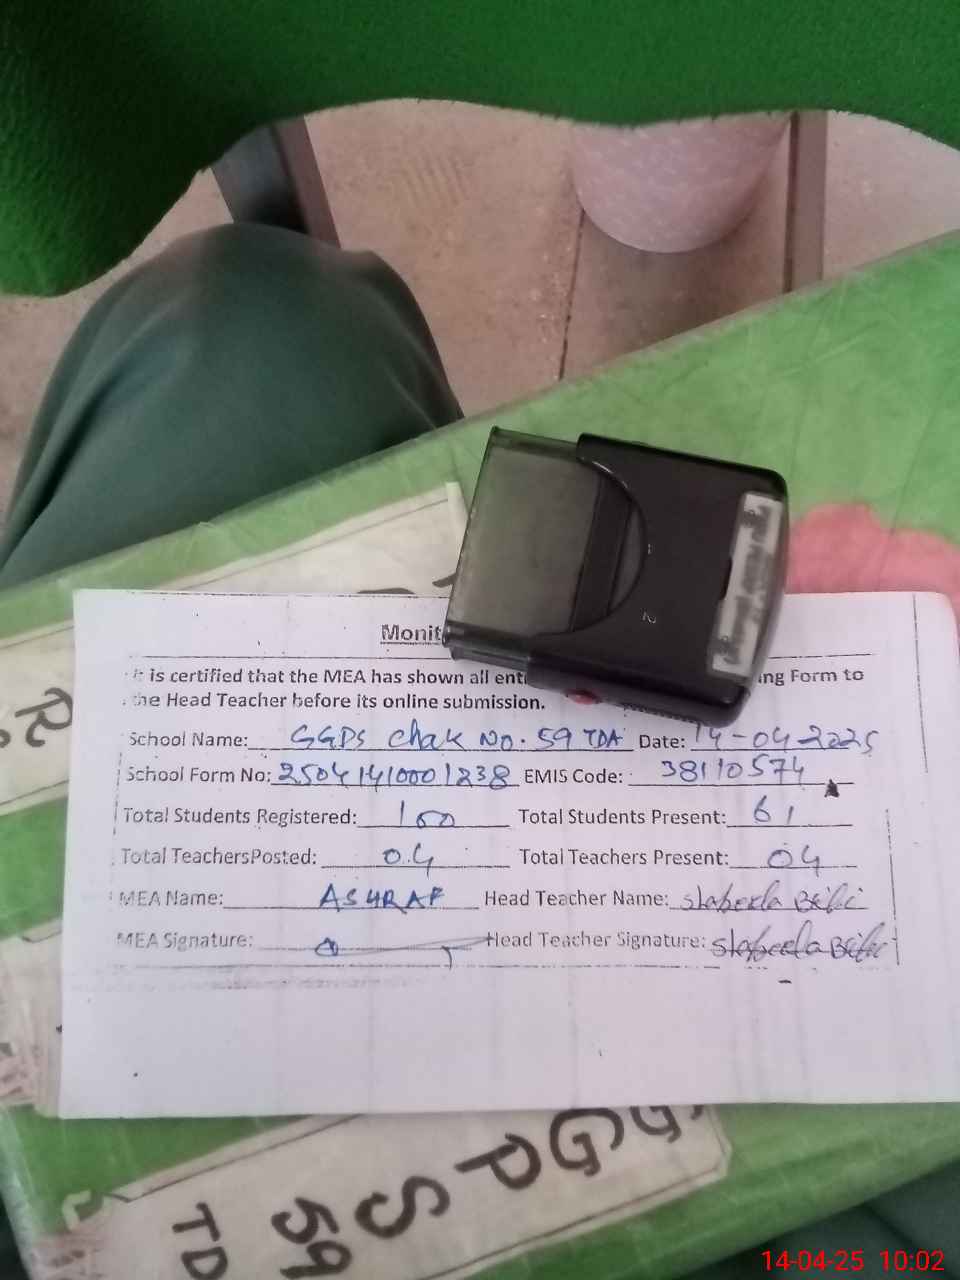 Monit
It is certified that the MEA has shown all ent ng Form to
the Head Teacher before its online submission.
School Name: GGPS Chak No. 59 TDA Date: 14-04-2025
School Form No: 25041410001238 EMIS Code: 38110574
Total Students Registered: 100 Total Students Present: 61
Total TeachersPosted: 04 Total Teachers Present: 04
MEA Name: ASHRAF Head Teacher Name: Shabeela Bibi
MEA Signature: Head Teacher Signature: Shabeela Bibi
GGPS
59
TD
14-04-25 10:02